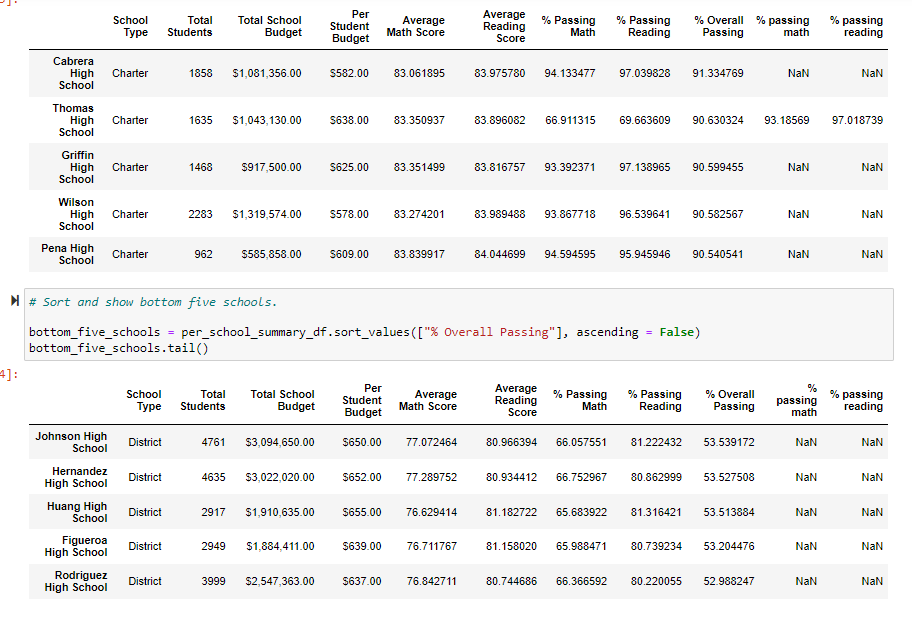 School Type Total Students Total School Budget Per Student Budget Average Math Score Average Reading Score % Passing Math % Passing Reading % Overall Passing % passing math % passing reading
Cabrera High School Charter 1858 $1,081,356.00 $582.00 83.061895 83.975780 94.133477 97.039828 91.334769 NaN NaN
Thomas High School Charter 1635 $1,043,130.00 $638.00 83.350937 83.896082 66.911315 69.663609 90.630324 93.18569 97.018739
Griffin High School Charter 1468 $917,500.00 $625.00 83.351499 83.816757 93.392371 97.138965 90.599455 NaN NaN
Wilson High School Charter 2283 $1,319,574.00 $578.00 83.274201 83.989488 93.867718 96.539641 90.582567 NaN NaN
Pena High School Charter 962 $585,858.00 $609.00 83.839917 84.044699 94.594595 95.945946 90.540541 NaN NaN
# Sort and show bottom five schools.
bottom_five_schools = per_school_summary_df.sort_values(["% Overall Passing"], ascending = False)
bottom_five_schools.tail()
4]:
School Type Total Students Total School Budget Per Student Budget Average Math Score Average Reading Score % Passing Math % Passing Reading % Overall Passing % passing math % passing reading
Johnson High School District 4761 $3,094,650.00 $650.00 77.072464 80.966394 66.057551 81.222432 53.539172 NaN NaN
Hernandez High School District 4635 $3,022,020.00 $652.00 77.289752 80.934412 66.752967 80.862999 53.527508 NaN NaN
Huang High School District 2917 $1,910,635.00 $655.00 76.629414 81.182722 65.683922 81.316421 53.513884 NaN NaN
Figueroa High School District 2949 $1,884,411.00 $639.00 76.711767 81.158020 65.988471 80.739234 53.204476 NaN NaN
Rodriguez High School District 3999 $2,547,363.00 $637.00 76.842711 80.744686 66.366592 80.220055 52.988247 NaN NaN